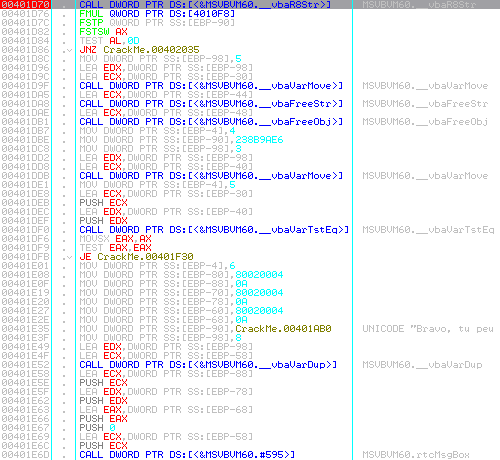 00401D70 CALL DWORD PTR DS:[<&MSVBVM60.__vbaR8Str>] MSVBVM60.__vbaR8Str
00401D76 . FMUL QWORD PTR DS:[4010F8]
00401D7C . FSTP QWORD PTR SS:[EBP-90]
00401D82 . FSTSW AX
00401D84 . TEST AL,0D
00401D86 . JNZ CrackMe.00402035
00401D8C . MOV DWORD PTR SS:[EBP-98],5
00401D96 . LEA EDX,DWORD PTR SS:[EBP-98]
00401D9C . LEA ECX,DWORD PTR SS:[EBP-30]
00401D9F . CALL DWORD PTR DS:[<&MSVBVM60.__vbaVarMove>] MSVBVM60.__vbaVarMove
00401DA5 . LEA ECX,DWORD PTR SS:[EBP-44]
00401DA8 . CALL DWORD PTR DS:[<&MSVBVM60.__vbaFreeStr>] MSVBVM60.__vbaFreeStr
00401DAE . LEA ECX,DWORD PTR SS:[EBP-48]
00401DB1 . CALL DWORD PTR DS:[<&MSVBVM60.__vbaFreeObj>] MSVBVM60.__vbaFreeObj
00401DB7 . MOV DWORD PTR SS:[EBP-4],4
00401DBE . MOV DWORD PTR SS:[EBP-90],238B9AE6
00401DC8 . MOV DWORD PTR SS:[EBP-98],3
00401DD2 . LEA EDX,DWORD PTR SS:[EBP-98]
00401DD8 . LEA ECX,DWORD PTR SS:[EBP-40]
00401DDB . CALL DWORD PTR DS:[<&MSVBVM60.__vbaVarMove>] MSVBVM60.__vbaVarMove
00401DE1 . MOV DWORD PTR SS:[EBP-4],5
00401DE8 . LEA ECX,DWORD PTR SS:[EBP-30]
00401DEB . PUSH ECX
00401DEC . LEA EDX,DWORD PTR SS:[EBP-40]
00401DEF . PUSH EDX
00401DF0 . CALL DWORD PTR DS:[<&MSVBVM60.__vbaVarTstEq>] MSVBVM60.__vbaVarTstEq
00401DF6 . MOVSX EAX,AX
00401DF9 . TEST EAX,EAX
00401DFB . JE CrackMe.00401F30
00401E01 . MOV DWORD PTR SS:[EBP-4],6
00401E08 . MOV DWORD PTR SS:[EBP-80],80020004
00401E0F . MOV DWORD PTR SS:[EBP-88],0A
00401E19 . MOV DWORD PTR SS:[EBP-70],80020004
00401E20 . MOV DWORD PTR SS:[EBP-78],0A
00401E27 . MOV DWORD PTR SS:[EBP-60],80020004
00401E2E . MOV DWORD PTR SS:[EBP-68],0A
00401E35 . MOV DWORD PTR SS:[EBP-90],CrackMe.00401AB0 UNICODE "Bravo, tu peu
00401E3F . MOV DWORD PTR SS:[EBP-98],8
00401E49 . LEA EDX,DWORD PTR SS:[EBP-98]
00401E4F . LEA ECX,DWORD PTR SS:[EBP-58]
00401E52 . CALL DWORD PTR DS:[<&MSVBVM60.__vbaVarDup>] MSVBVM60.__vbaVarDup
00401E58 . LEA ECX,DWORD PTR SS:[EBP-88]
00401E5E . PUSH ECX
00401E5F . LEA EDX,DWORD PTR SS:[EBP-78]
00401E62 . PUSH EDX
00401E63 . LEA EAX,DWORD PTR SS:[EBP-68]
00401E66 . PUSH EAX
00401E67 . PUSH 0
00401E69 . LEA ECX,DWORD PTR SS:[EBP-58]
00401E6C . PUSH ECX
00401E6D . CALL DWORD PTR DS:[<&MSVBVM60.#595>] MSVBVM60.rtcMsgBox